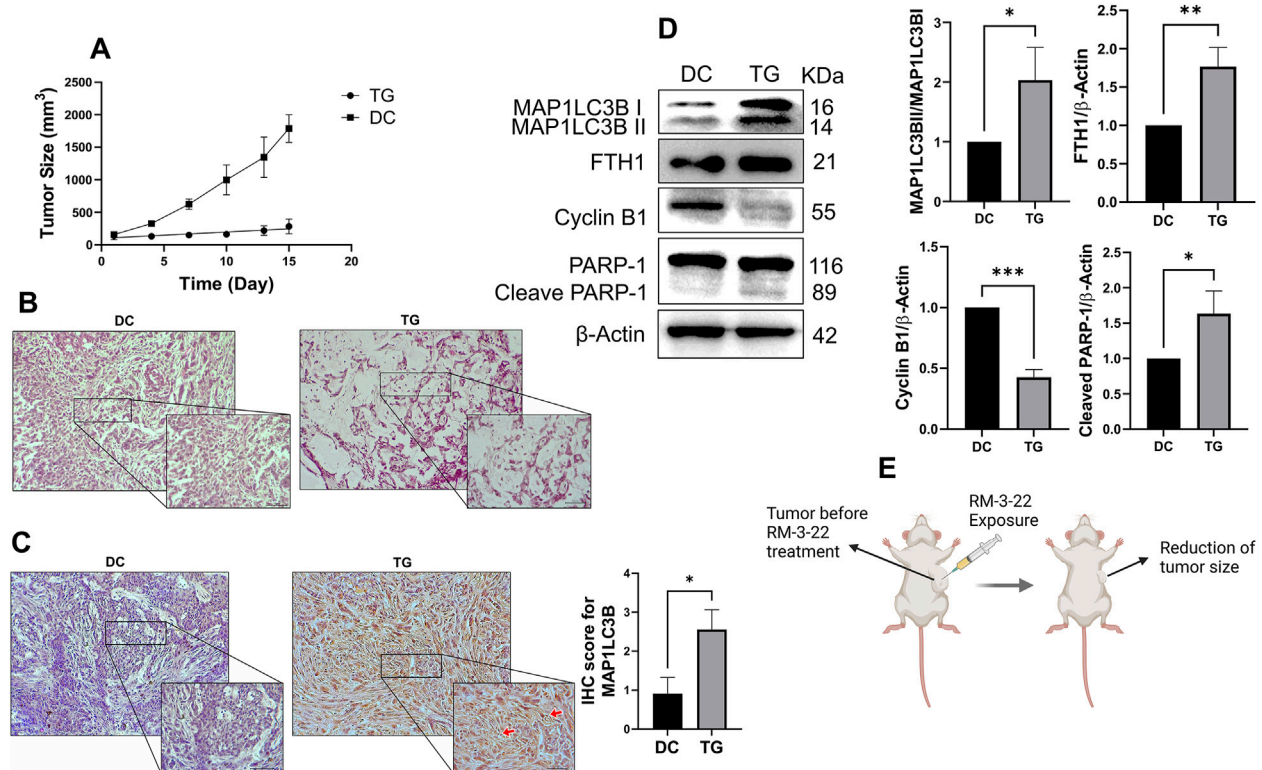 A
2500
2000
1500
1000
500
0
0
5
10
15
20
Tumor Size (mm3)
Time (Day)
TG
DC
B
DC
TG
C
DC
TG
4
3
2
1
0
IHC score for
MAP1LC3B
*
DC
TG
D
DC
TG
KDa
MAP1LC3B I
16
MAP1LC3B II
14
FTH1
21
Cyclin B1
55
PARP-1
116
Cleave PARP-1
89
β-Actin
42
MAP1LC3BII/MAP1LC3BI
3
2
1
0
*
DC
TG
FTH1/β-Actin
2.5
2.0
1.5
1.0
0.5
0.0
**
DC
TG
Cyclin B1/β-Actin
1.5
1.0
0.5
0.0
***
DC
TG
Cleaved PARP-1/β-Actin
2.5
2.0
1.5
1.0
0.5
0.0
*
DC
TG
E
Tumor before
RM-3-22
treatment
RM-3-22
Exposure
Reduction of
tumor size